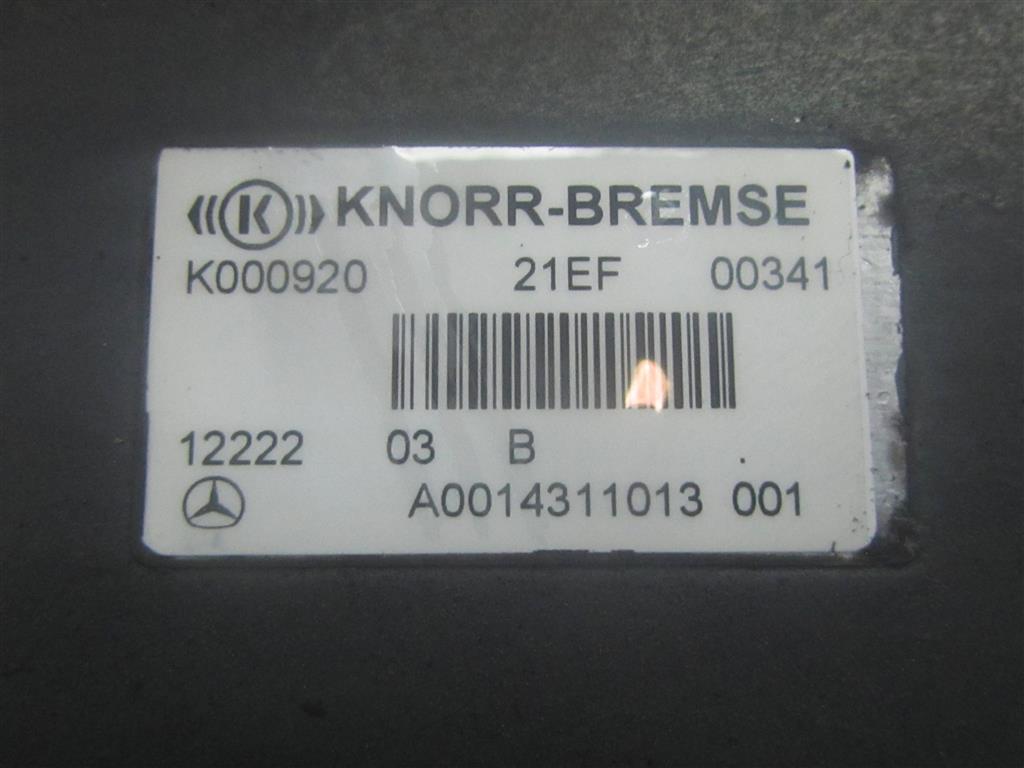 K KNORR-BREMSE
K000920 21EF 00341
12222 03 B
A0014311013 001